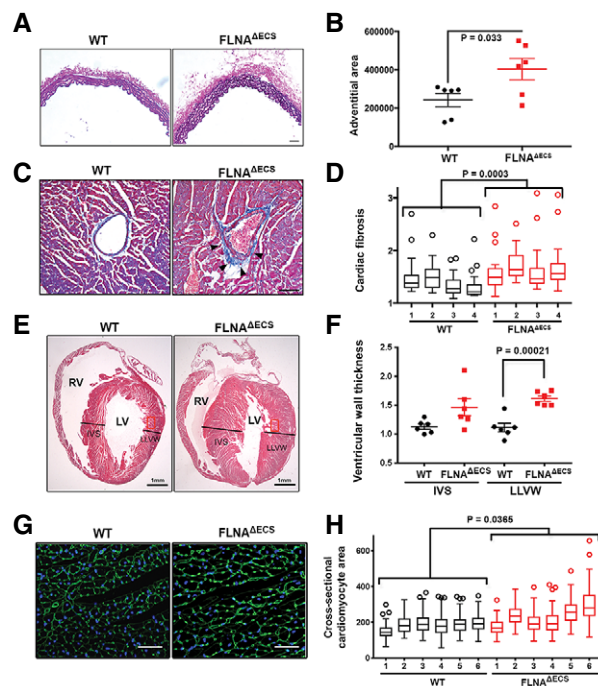 A
WT
FLNAΔECS
B
P = 0.033
Adventitial area
600000
400000
200000
0
WT
FLNAΔECS
C
WT
FLNAΔECS
D
P = 0.0003
Cardiac fibrosis
3
2
1
1 2 3 4 1 2 3 4
WT FLNAΔECS
E
WT
FLNAΔECS
RV
LV
IVS
LLVW
1mm
RV
LV
IVS
LLVW
1mm
F
P = 0.00021
Ventricular wall thickness
2.5
2.0
1.5
1.0
0.5
0.0
WT FLNAΔECS WT FLNAΔECS
IVS LLVW
G
WT
FLNAΔECS
H
P = 0.0365
Cross-sectional
cardiomyocyte area
600
400
200
0
1 2 3 4 5 6 1 2 3 4 5 6
WT FLNAΔECS